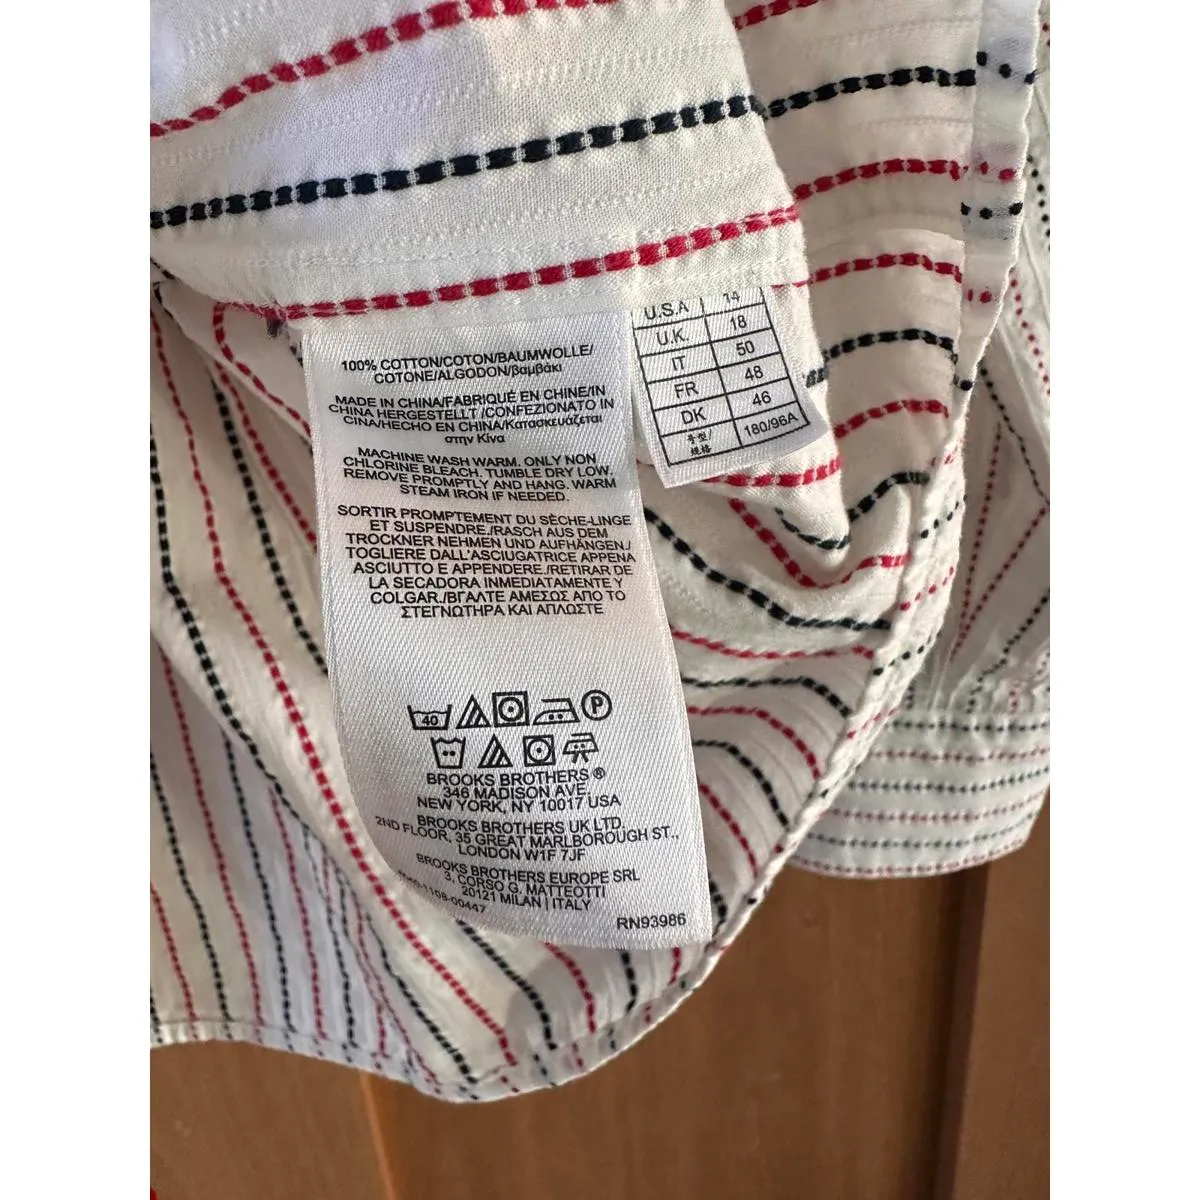 100% COTTON/COTON/BAUMWOLLE/
COTONE/ALGODON/βαμβάκι
MADE IN CHINA/FABRIQUÉ EN CHINE/IN
CHINA HERGESTELLT /CONFEZIONATO IN
CINA/HECHO EN CHINA/Κατασκευάζεται
στην Κίνα
MACHINE WASH WARM. ONLY NON
CHLORINE BLEACH. TUMBLE DRY LOW.
REMOVE PROMPTLY AND HANG. WARM
STEAM IRON IF NEEDED.
SORTIR PROMPTEMENT DU SÈCHE-LINGE
ET SUSPENDRE./RASCH AUS DEM
TROCKNER NEHMEN UND AUFHÄNGEN./
TOGLIERE DALL'ASCIUGATRICE APPENA
ASCIUTTO E APPENDERE./RETIRAR DE
LA SECADORA INMEDIATAMENTE Y
COLGAR./ΒΓΑΛΤΕ ΑΜΕΣΩΣ ΑΠΟ ΤΟ
ΣΤΕΓΝΩΤΗΡΑ ΚΑΙ ΑΠΛΩΣΤΕ
40 P
BROOKS BROTHERS ®
346 MADISON AVE,
NEW YORK, NY 10017 USA
BROOKS BROTHERS UK LTD
2ND FLOOR, 35 GREAT MARLBOROUGH ST.,
LONDON W1F 7JF
BROOKS BROTHERS EUROPE SRL
3, CORSO G. MATTEOTTI
20121 MILAN | ITALY
1108-00447
RN93986
U.S.A 14
U.K. 18
IT 50
FR 48
DK 46
号型/规格 180/96A